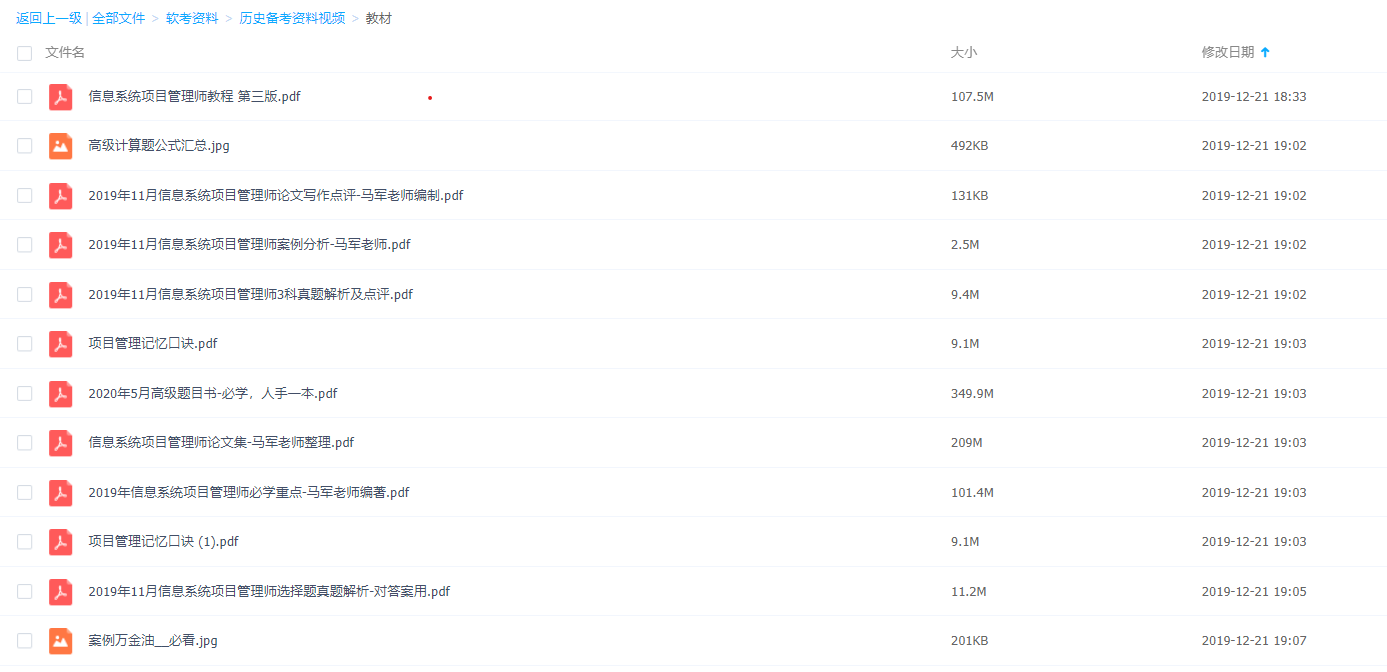 返回上一级 | 全部文件 > 软考资料 > 历史备考资料视频 > 教材
文件名 大小 修改日期
信息系统项目管理师教程 第三版.pdf 107.5M 2019-12-21 18:33
高级计算题公式汇总.jpg 492KB 2019-12-21 19:02
2019年11月信息系统项目管理师论文写作点评-马军老师编制.pdf 131KB 2019-12-21 19:02
2019年11月信息系统项目管理师案例分析-马军老师.pdf 2.5M 2019-12-21 19:02
2019年11月信息系统项目管理师3科真题解析及点评.pdf 9.4M 2019-12-21 19:02
项目管理记忆口诀.pdf 9.1M 2019-12-21 19:03
2020年5月高级题目书-必学，人手一本.pdf 349.9M 2019-12-21 19:03
信息系统项目管理师论文集-马军老师整理.pdf 209M 2019-12-21 19:03
2019年信息系统项目管理师必学重点-马军老师编著.pdf 101.4M 2019-12-21 19:03
项目管理记忆口诀 (1).pdf 9.1M 2019-12-21 19:03
2019年11月信息系统项目管理师选择题真题解析-对答案用.pdf 11.2M 2019-12-21 19:05
案例万金油__必看.jpg 201KB 2019-12-21 19:07